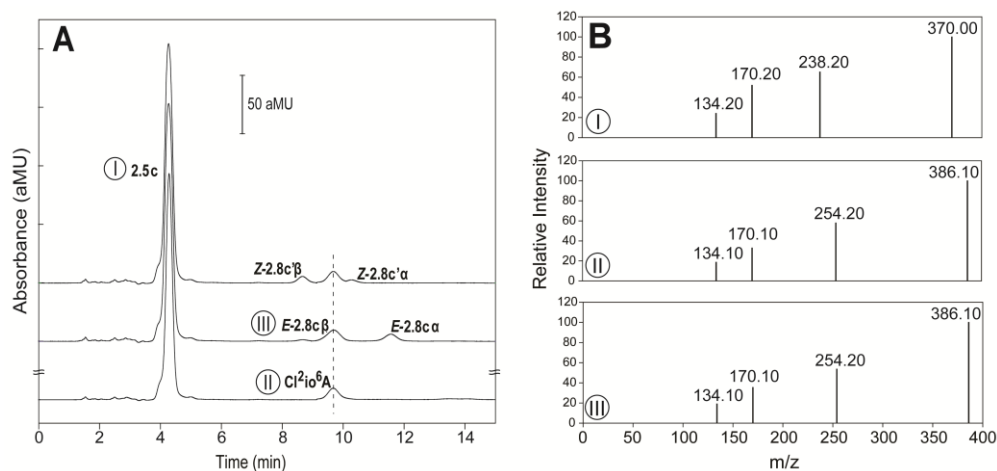 A
50 aMU
Ⓘ 2.5c
Z-2.8c'β
Z-2.8c'α
Ⓘⅼⅼ E-2.8cβ
E-2.8cα
Ⅱ Cl²io⁶A
Absorbance (aMU)
0 2 4 6 8 10 12 14
Time (min)
B
120
100
80
60
40
20
0
134.20
170.20
238.20
370.00
I
120
100
80
60
40
20
0
134.10
170.10
254.20
386.10
II
120
100
80
60
40
20
0
134.10
170.10
254.20
386.10
III
Relative Intensity
0 50 100 150 200 250 300 350 400
m/z